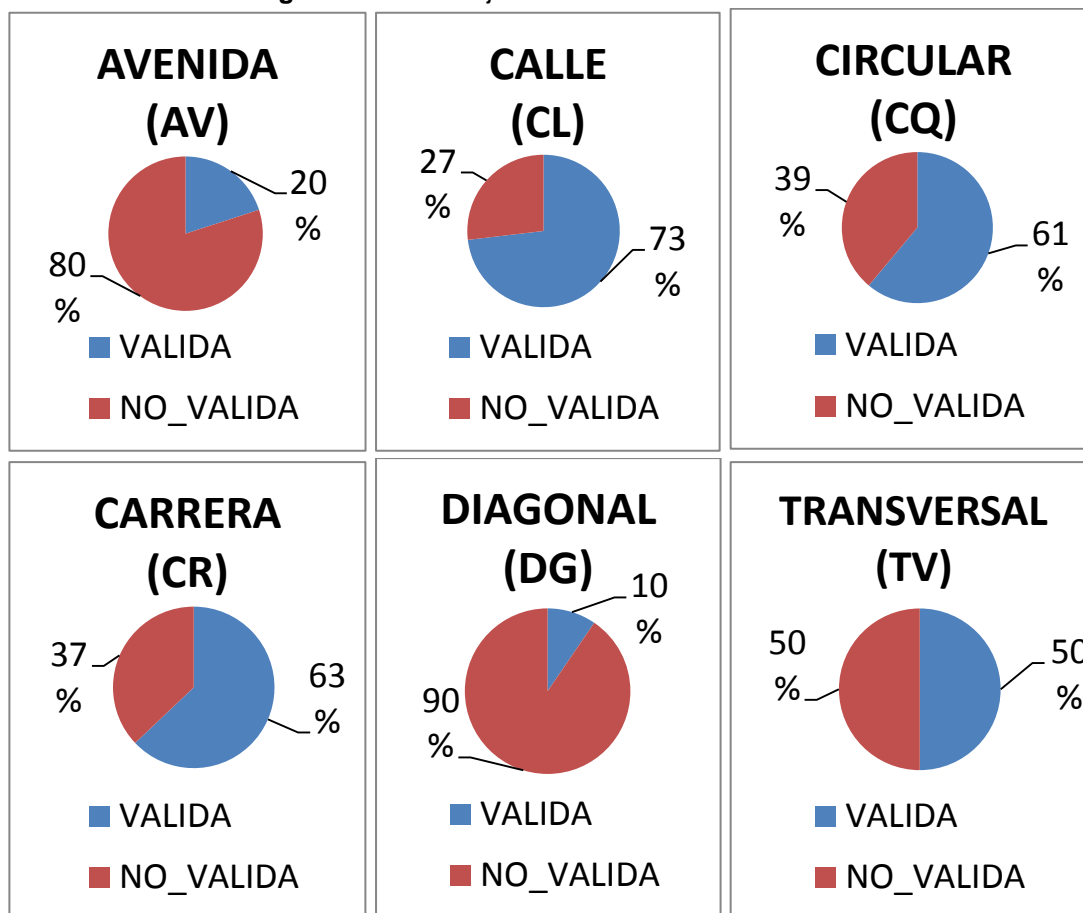 AVENIDA
(AV)
20
%
80
%
VALIDA
NO_VALIDA
CALLE
(CL)
27
%
73
%
VALIDA
NO_VALIDA
CIRCULAR
(CQ)
39
%
61
%
VALIDA
NO_VALIDA
CARRERA
(CR)
37
%
63
%
VALIDA
NO_VALIDA
DIAGONAL
(DG)
10
%
90
%
VALIDA
NO_VALIDA
TRANSVERSAL
(TV)
50
%
50
%
VALIDA
NO_VALIDA